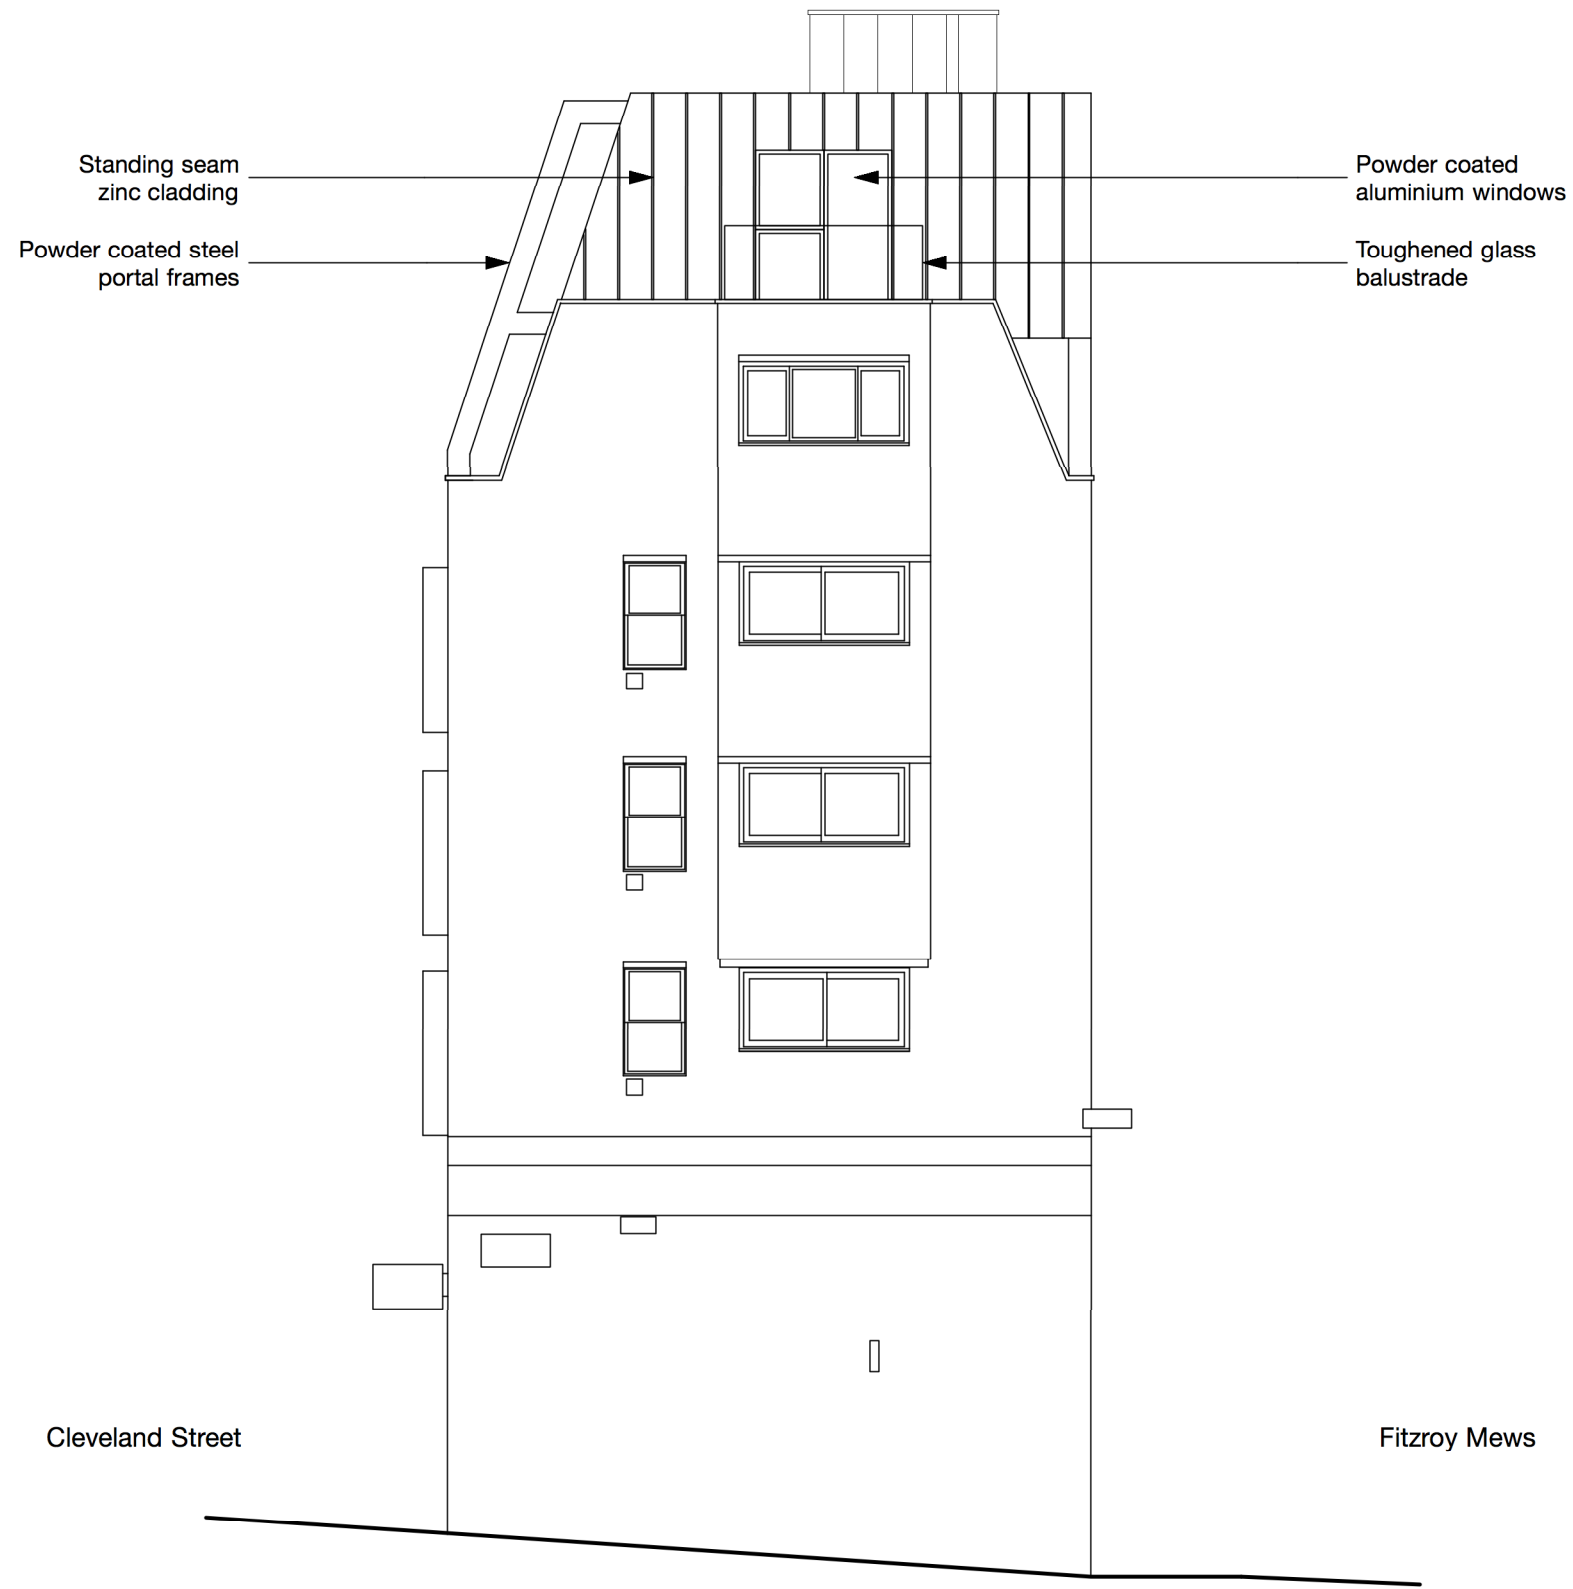 Standing seam
zinc cladding
Powder coated steel
portal frames
Powder coated
aluminium windows
Toughened glass
balustrade
Cleveland Street
Fitzroy Mews